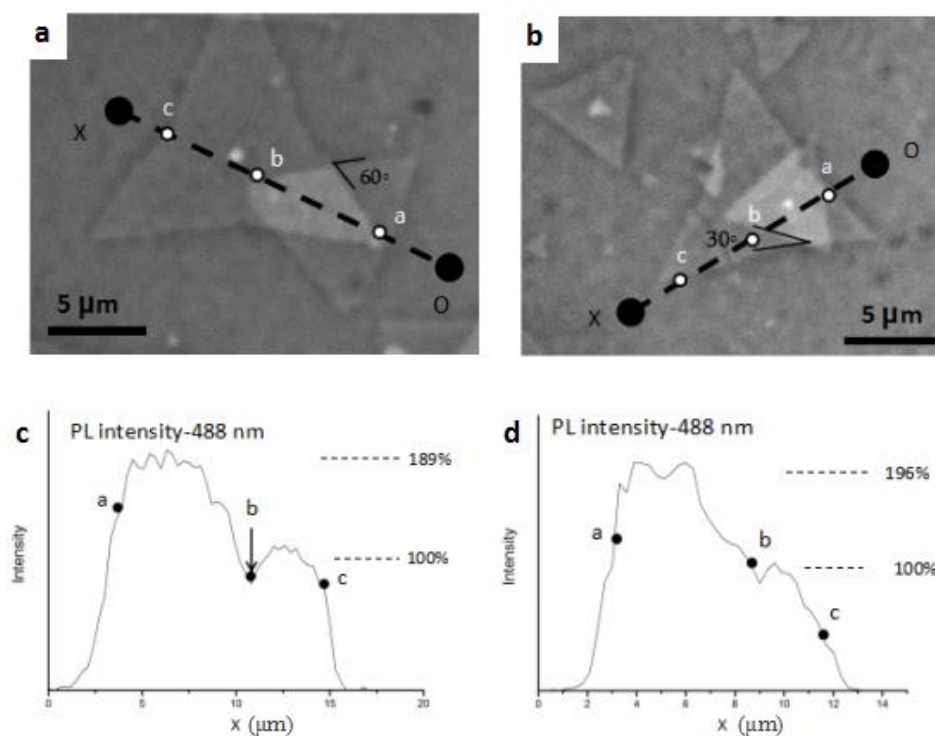 a
c
X
b
60°
a
O
5 μm
b
O
a
b
30°
c
X
5 μm
c
PL intensity-488 nm
189%
a
b
100%
c
Intensity
0 5 10 15 20
X (μm)
d
PL intensity-488 nm
196%
a
b
100%
c
Intensity
0 2 4 6 8 10 12 14
X (μm)